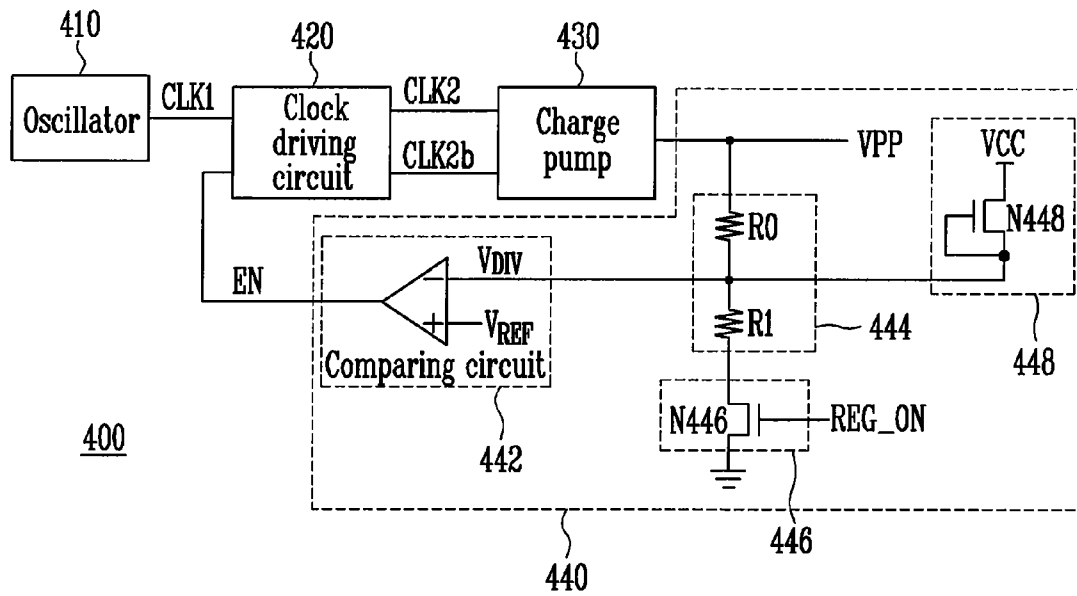 410
420
430
Oscillator
CLK1
Clock
driving
circuit
CLK2
CLK2b
Charge
pump
VPP
VCC
N448
R0
EN
VDIV
VREF
Comparing circuit
R1
444
448
400
442
N446
REG_ON
446
440